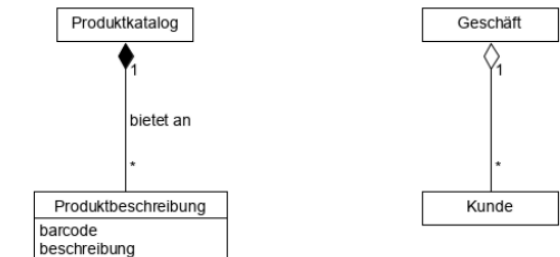 Produktkatalog
1
bietet an
*
Produktbeschreibung
barcode
beschreibung
Geschäft
1
*
Kunde